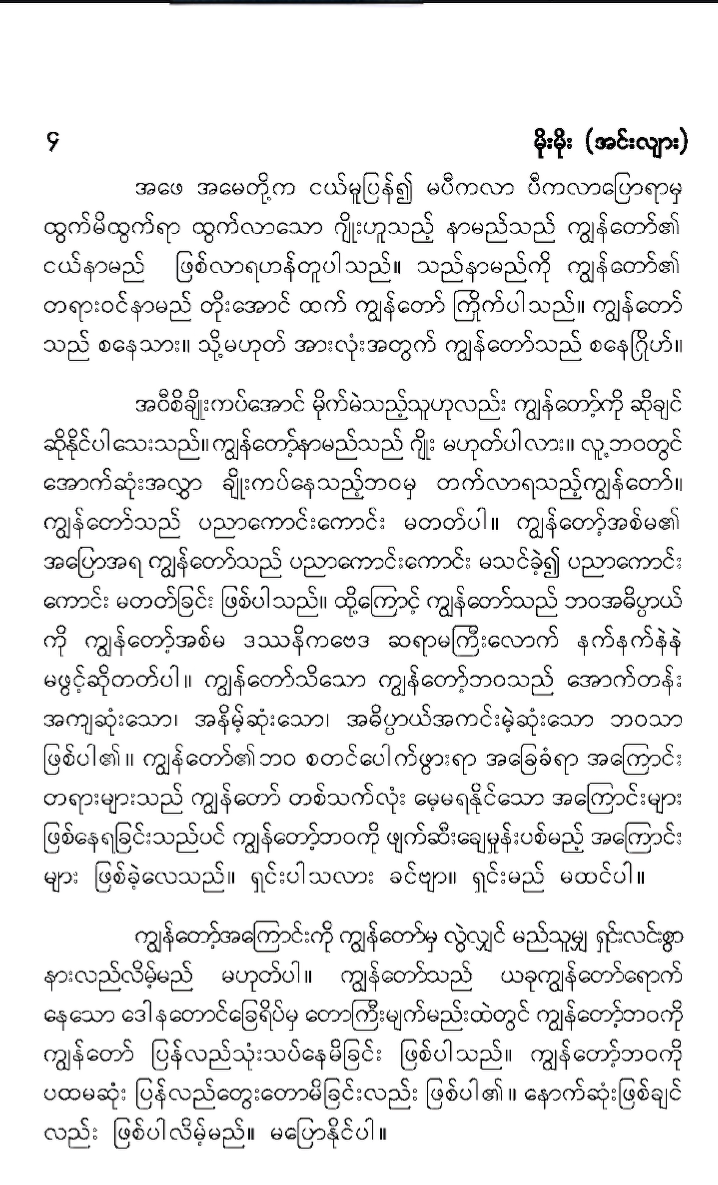 ၄ မိုးမိုး (အင်းလျား)
အဖေ အမေတို့က ငယ်မူပြန်၍ မပီကလာ ပီကလာပြောရာမှ
ထွက်မိထွက်ရာ ထွက်လာသော ဂျိုးဟူသည့် နာမည်သည် ကျွန်တော်၏
ငယ်နာမည် ဖြစ်လာရဟန်တူပါသည်။ သည်နာမည်ကို ကျွန်တော်၏
တရားဝင်နာမည် တိုးအောင် ထက် ကျွန်တော် ကြိုက်ပါသည်။ ကျွန်တော်
သည် စနေသား။ သို့မဟုတ် အားလုံးအတွက် ကျွန်တော်သည် စနေဂြိုဟ်။
အဝီစိချိုးကပ်အောင် မိုက်မဲသည့်သူဟုလည်း ကျွန်တော့်ကို ဆိုချင်
ဆိုနိုင်ပါသေးသည်။ ကျွန်တော့်နာမည်သည် ဂျိုး မဟုတ်ပါလား။ လူ့ဘဝတွင်
အောက်ဆုံးအလွှာ ချိုးကပ်နေသည့်ဘဝမှ တက်လာရသည့်ကျွန်တော်။
ကျွန်တော်သည် ပညာကောင်းကောင်း မတတ်ပါ။ ကျွန်တော့်အစ်မ၏
အပြောအရ ကျွန်တော်သည် ပညာကောင်းကောင်း မသင်ခဲ့၍ ပညာကောင်း
ကောင်း မတတ်ခြင်း ဖြစ်ပါသည်။ ထို့ကြောင့် ကျွန်တော်သည် ဘဝအဓိပ္ပာယ်
ကို ကျွန်တော့်အစ်မ ဒဿနိကဗေဒ ဆရာမကြီးလောက် နက်နက်နဲနဲ
မဖွင့်ဆိုတတ်ပါ။ ကျွန်တော်သိသော ကျွန်တော့်ဘဝသည် အောက်တန်း
အကျဆုံးသော၊ အနိမ့်ဆုံးသော၊ အဓိပ္ပာယ်အကင်းမဲ့ဆုံးသော ဘဝသာ
ဖြစ်ပါ၏။ ကျွန်တော်၏ဘဝ စတင်ပေါက်ဖွားရာ အခြေခံရာ အကြောင်း
တရားများသည် ကျွန်တော် တစ်သက်လုံး မေ့မရနိုင်သော အကြောင်းများ
ဖြစ်နေရခြင်းသည်ပင် ကျွန်တော့်ဘဝကို ဖျက်ဆီးချေမှုန်းပစ်မည့် အကြောင်း
များ ဖြစ်ခဲ့လေသည်။ ရှင်းပါသလား ခင်ဗျာ။ ရှင်းမည် မထင်ပါ။
ကျွန်တော့်အကြောင်းကို ကျွန်တော်မှ လွဲလျှင် မည်သူမျှ ရှင်းလင်းစွာ
နားလည်လိမ့်မည် မဟုတ်ပါ။ ကျွန်တော်သည် ယခုကျွန်တော်ရောက်
နေသော ဒေါနတောင်ခြေရိပ်မှ တောကြီးမျက်မည်းထဲတွင် ကျွန်တော့်ဘဝကို
ကျွန်တော် ပြန်လည်သုံးသပ်နေမိခြင်း ဖြစ်ပါသည်။ ကျွန်တော့်ဘဝကို
ပထမဆုံး ပြန်လည်တွေးတောမိခြင်းလည်း ဖြစ်ပါ၏။ နောက်ဆုံးဖြစ်ချင်
လည်း ဖြစ်ပါလိမ့်မည်။ မပြောနိုင်ပါ။